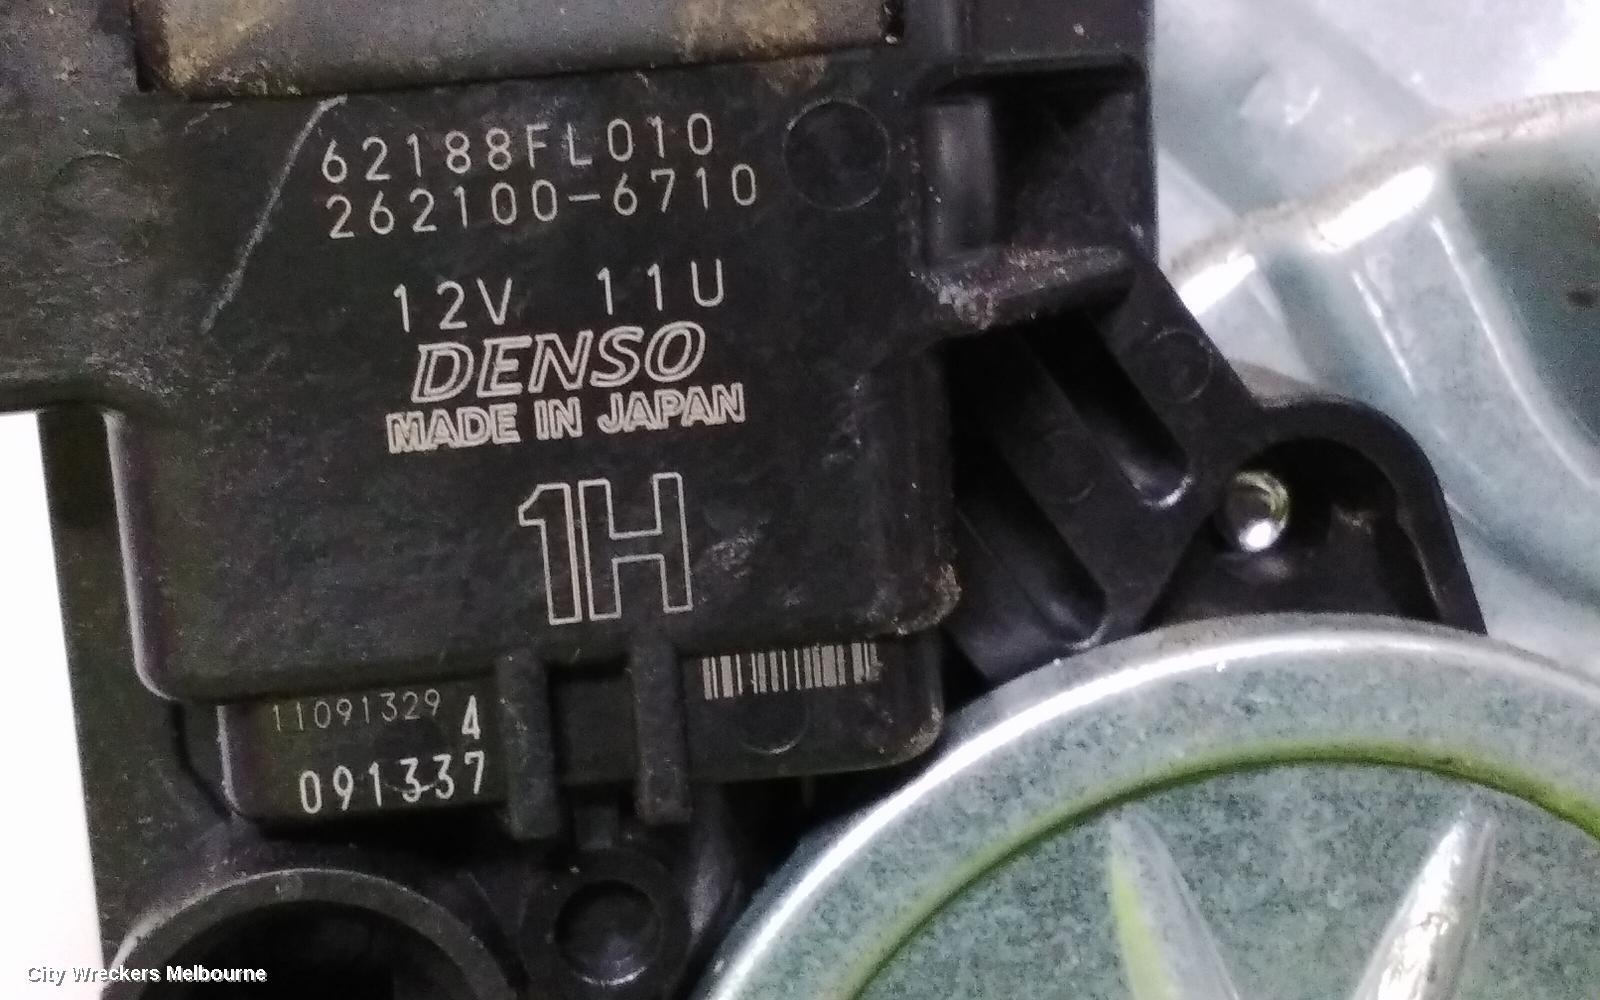 62188FL010
262100-6710
12V 11U
DENSO
MADE IN JAPAN
1H
11091329 4
091337
City Wreckers Melbourne